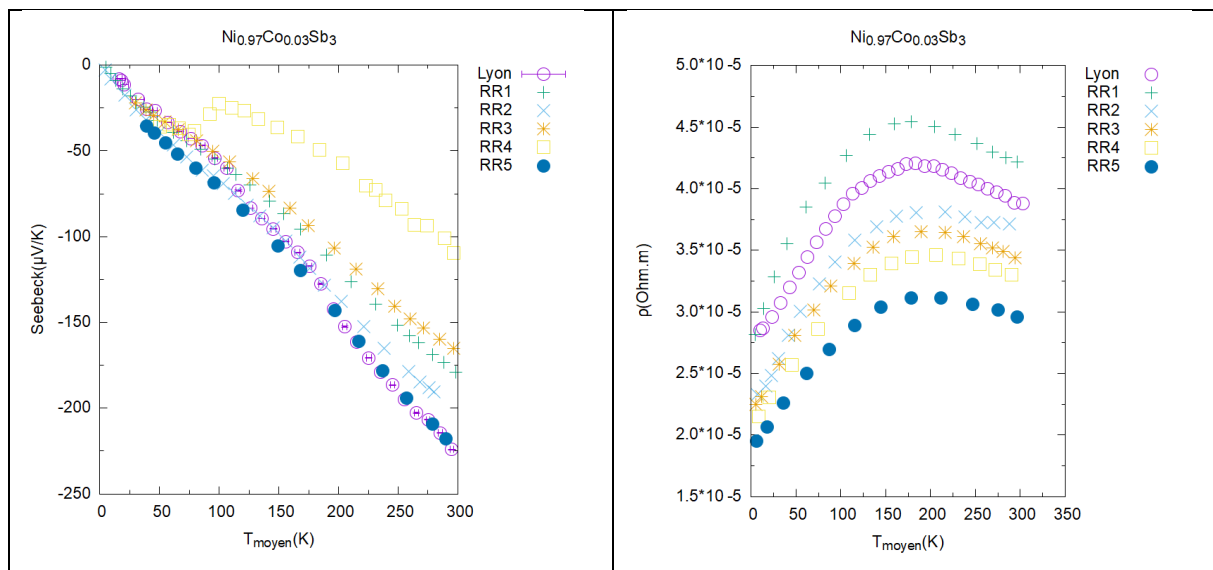 Ni0.97Co0.03Sb3
Lyon
RR1
RR2
RR3
RR4
RR5
0
-50
-100
-150
-200
-250
Seebeck(µV/K)
0 50 100 150 200 250 300
Tmoyen(K)
Ni0.97Co0.03Sb3
Lyon
RR1
RR2
RR3
RR4
RR5
5.0*10 -5
4.5*10 -5
4.0*10 -5
3.5*10 -5
3.0*10 -5
2.5*10 -5
2.0*10 -5
1.5*10 -5
ρ(Ohm.m)
0 50 100 150 200 250 300 350
Tmoyen(K)